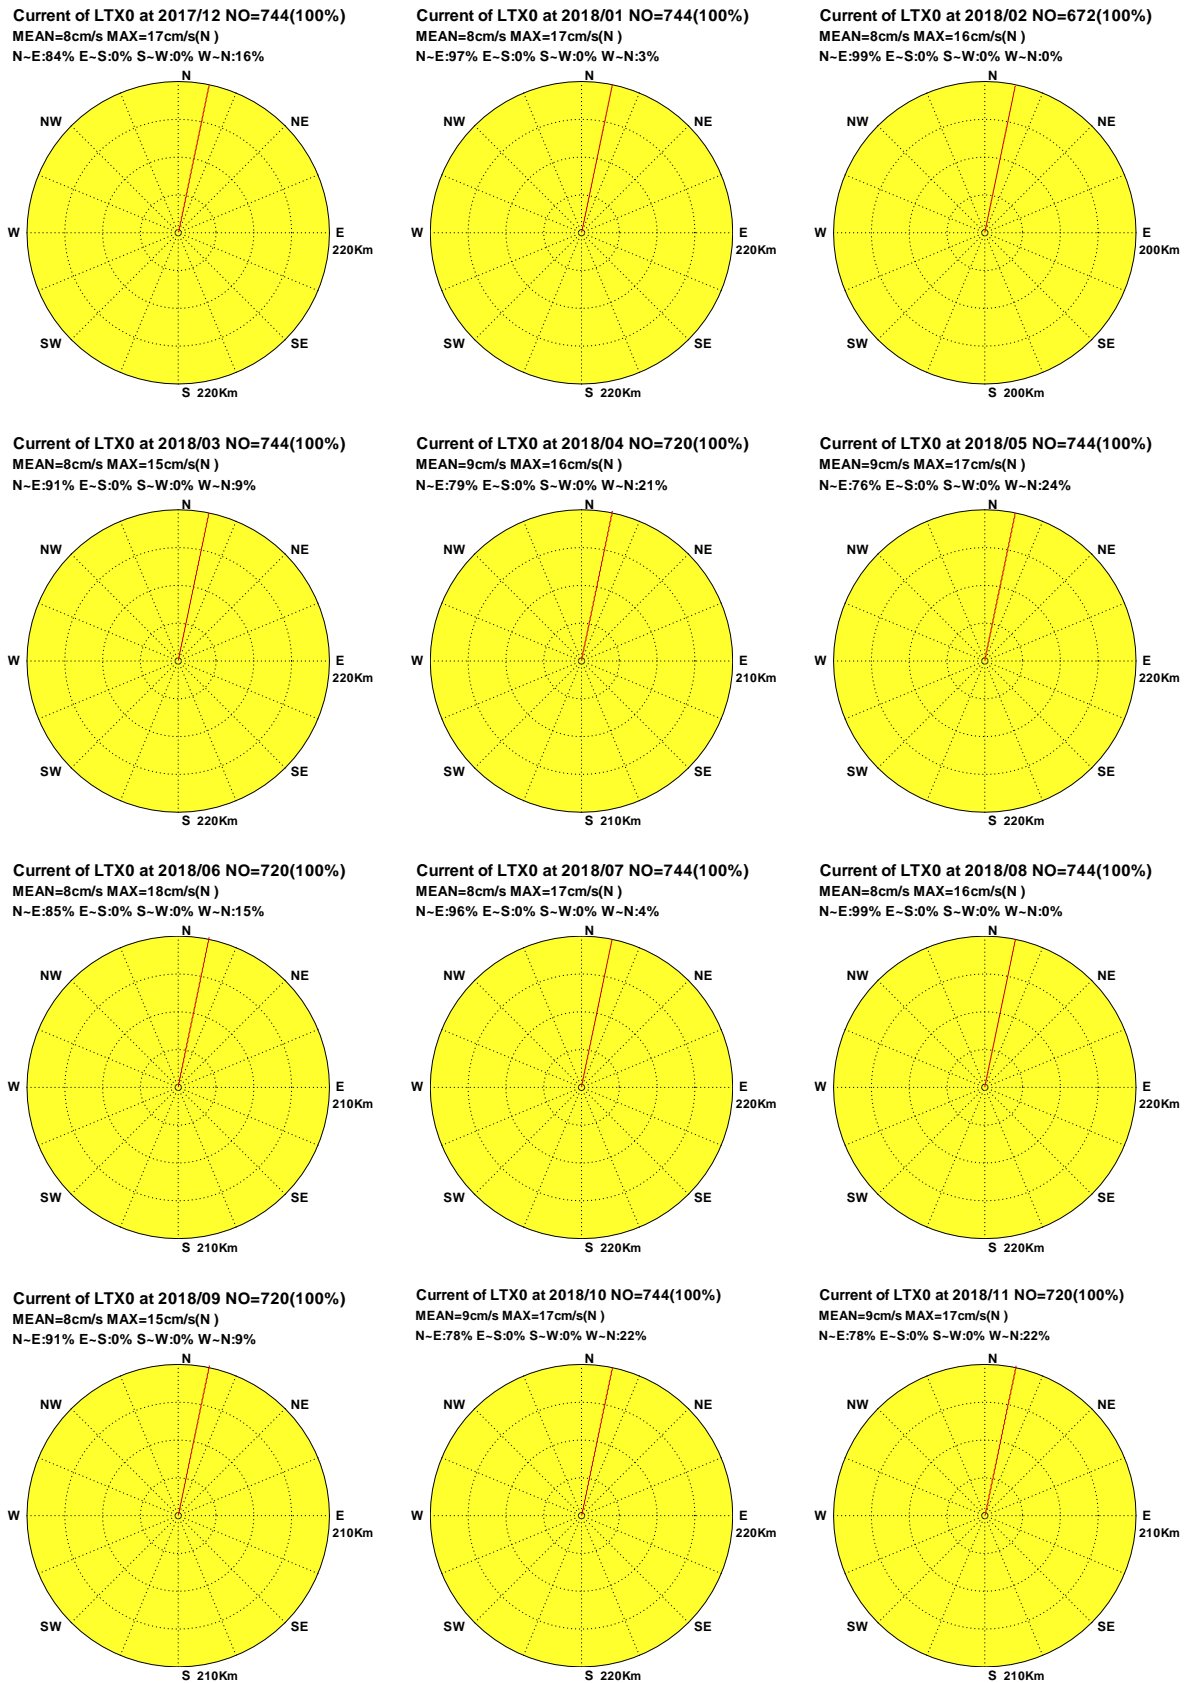 Current of LTX0 at 2017/12 NO=744(100%)
MEAN=8cm/s MAX=17cm/s(N )
N~E:84% E~S:0% S~W:0% W~N:16%
N
NW
NE
W
E
220Km
SW
SE
S 220Km
Current of LTX0 at 2018/01 NO=744(100%)
MEAN=8cm/s MAX=17cm/s(N )
N~E:97% E~S:0% S~W:0% W~N:3%
N
NW
NE
W
E
220Km
SW
SE
S 220Km
Current of LTX0 at 2018/02 NO=672(100%)
MEAN=8cm/s MAX=16cm/s(N )
N~E:99% E~S:0% S~W:0% W~N:0%
N
NW
NE
W
E
200Km
SW
SE
S 200Km
Current of LTX0 at 2018/03 NO=744(100%)
MEAN=8cm/s MAX=15cm/s(N )
N~E:91% E~S:0% S~W:0% W~N:9%
N
NW
NE
W
E
220Km
SW
SE
S 220Km
Current of LTX0 at 2018/04 NO=720(100%)
MEAN=9cm/s MAX=16cm/s(N )
N~E:79% E~S:0% S~W:0% W~N:21%
N
NW
NE
W
E
210Km
SW
SE
S 210Km
Current of LTX0 at 2018/05 NO=744(100%)
MEAN=9cm/s MAX=17cm/s(N )
N~E:76% E~S:0% S~W:0% W~N:24%
N
NW
NE
W
E
220Km
SW
SE
S 220Km
Current of LTX0 at 2018/06 NO=720(100%)
MEAN=8cm/s MAX=18cm/s(N )
N~E:85% E~S:0% S~W:0% W~N:15%
N
NW
NE
W
E
210Km
SW
SE
S 210Km
Current of LTX0 at 2018/07 NO=744(100%)
MEAN=8cm/s MAX=17cm/s(N )
N~E:96% E~S:0% S~W:0% W~N:4%
N
NW
NE
W
E
220Km
SW
SE
S 220Km
Current of LTX0 at 2018/08 NO=744(100%)
MEAN=8cm/s MAX=16cm/s(N )
N~E:99% E~S:0% S~W:0% W~N:0%
N
NW
NE
W
E
220Km
SW
SE
S 220Km
Current of LTX0 at 2018/09 NO=720(100%)
MEAN=8cm/s MAX=15cm/s(N )
N~E:91% E~S:0% S~W:0% W~N:9%
N
NW
NE
W
E
210Km
SW
SE
S 210Km
Current of LTX0 at 2018/10 NO=744(100%)
MEAN=9cm/s MAX=17cm/s(N )
N~E:78% E~S:0% S~W:0% W~N:22%
N
NW
NE
W
E
220Km
SW
SE
S 220Km
Current of LTX0 at 2018/11 NO=720(100%)
MEAN=9cm/s MAX=17cm/s(N )
N~E:78% E~S:0% S~W:0% W~N:22%
N
NW
NE
W
E
210Km
SW
SE
S 210Km